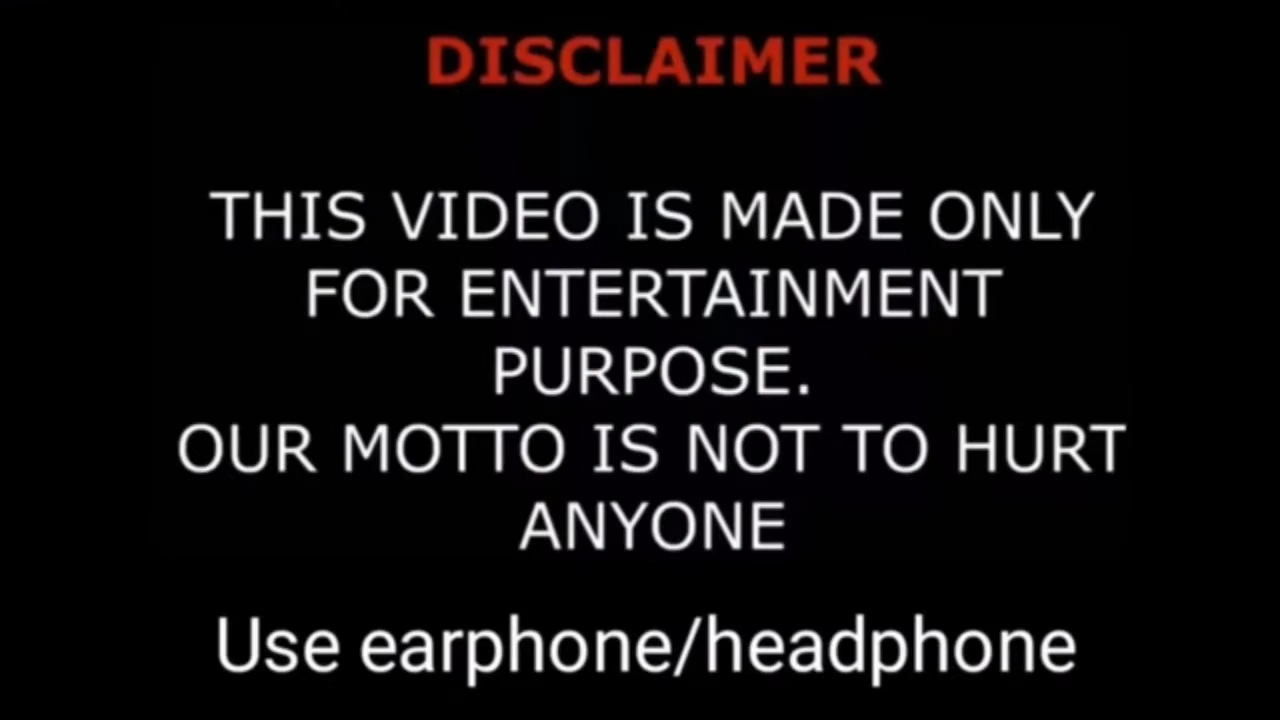 DISCLAIMER
THIS VIDEO IS MADE ONLY
FOR ENTERTAINMENT
PURPOSE.
OUR MOTTO IS NOT TO HURT
ANYONE
Use earphone/headphone